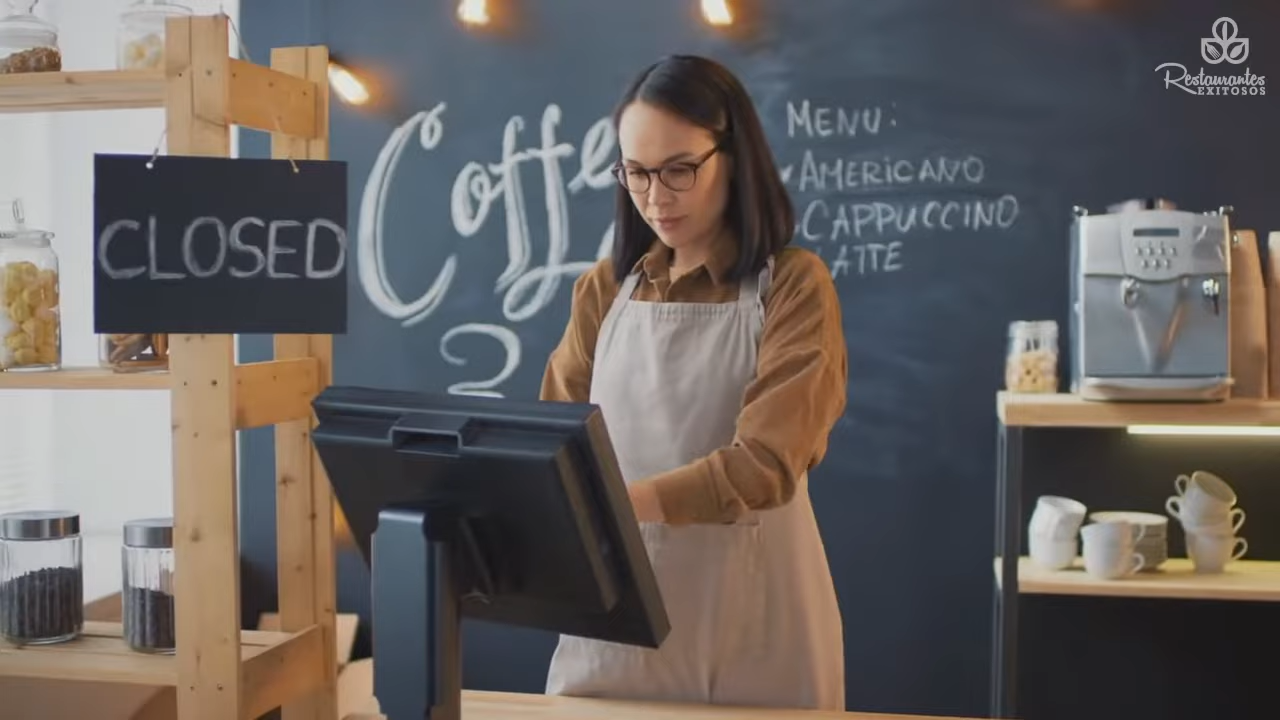 Restaurantes
EXITOSOS
CLOSED
Coffee
MENU:
AMERICANO
CAPPUCCINO
LATTE